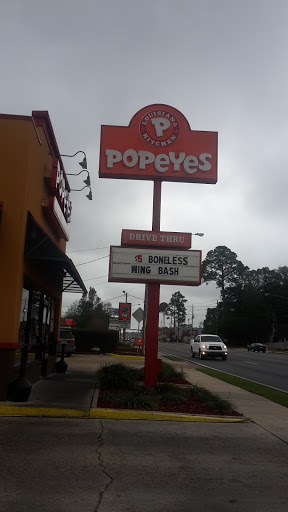 LOUISIANA
P
KITCHEN
POPEYES
DRIVE THRU
$5 BONELESS
WING BASH